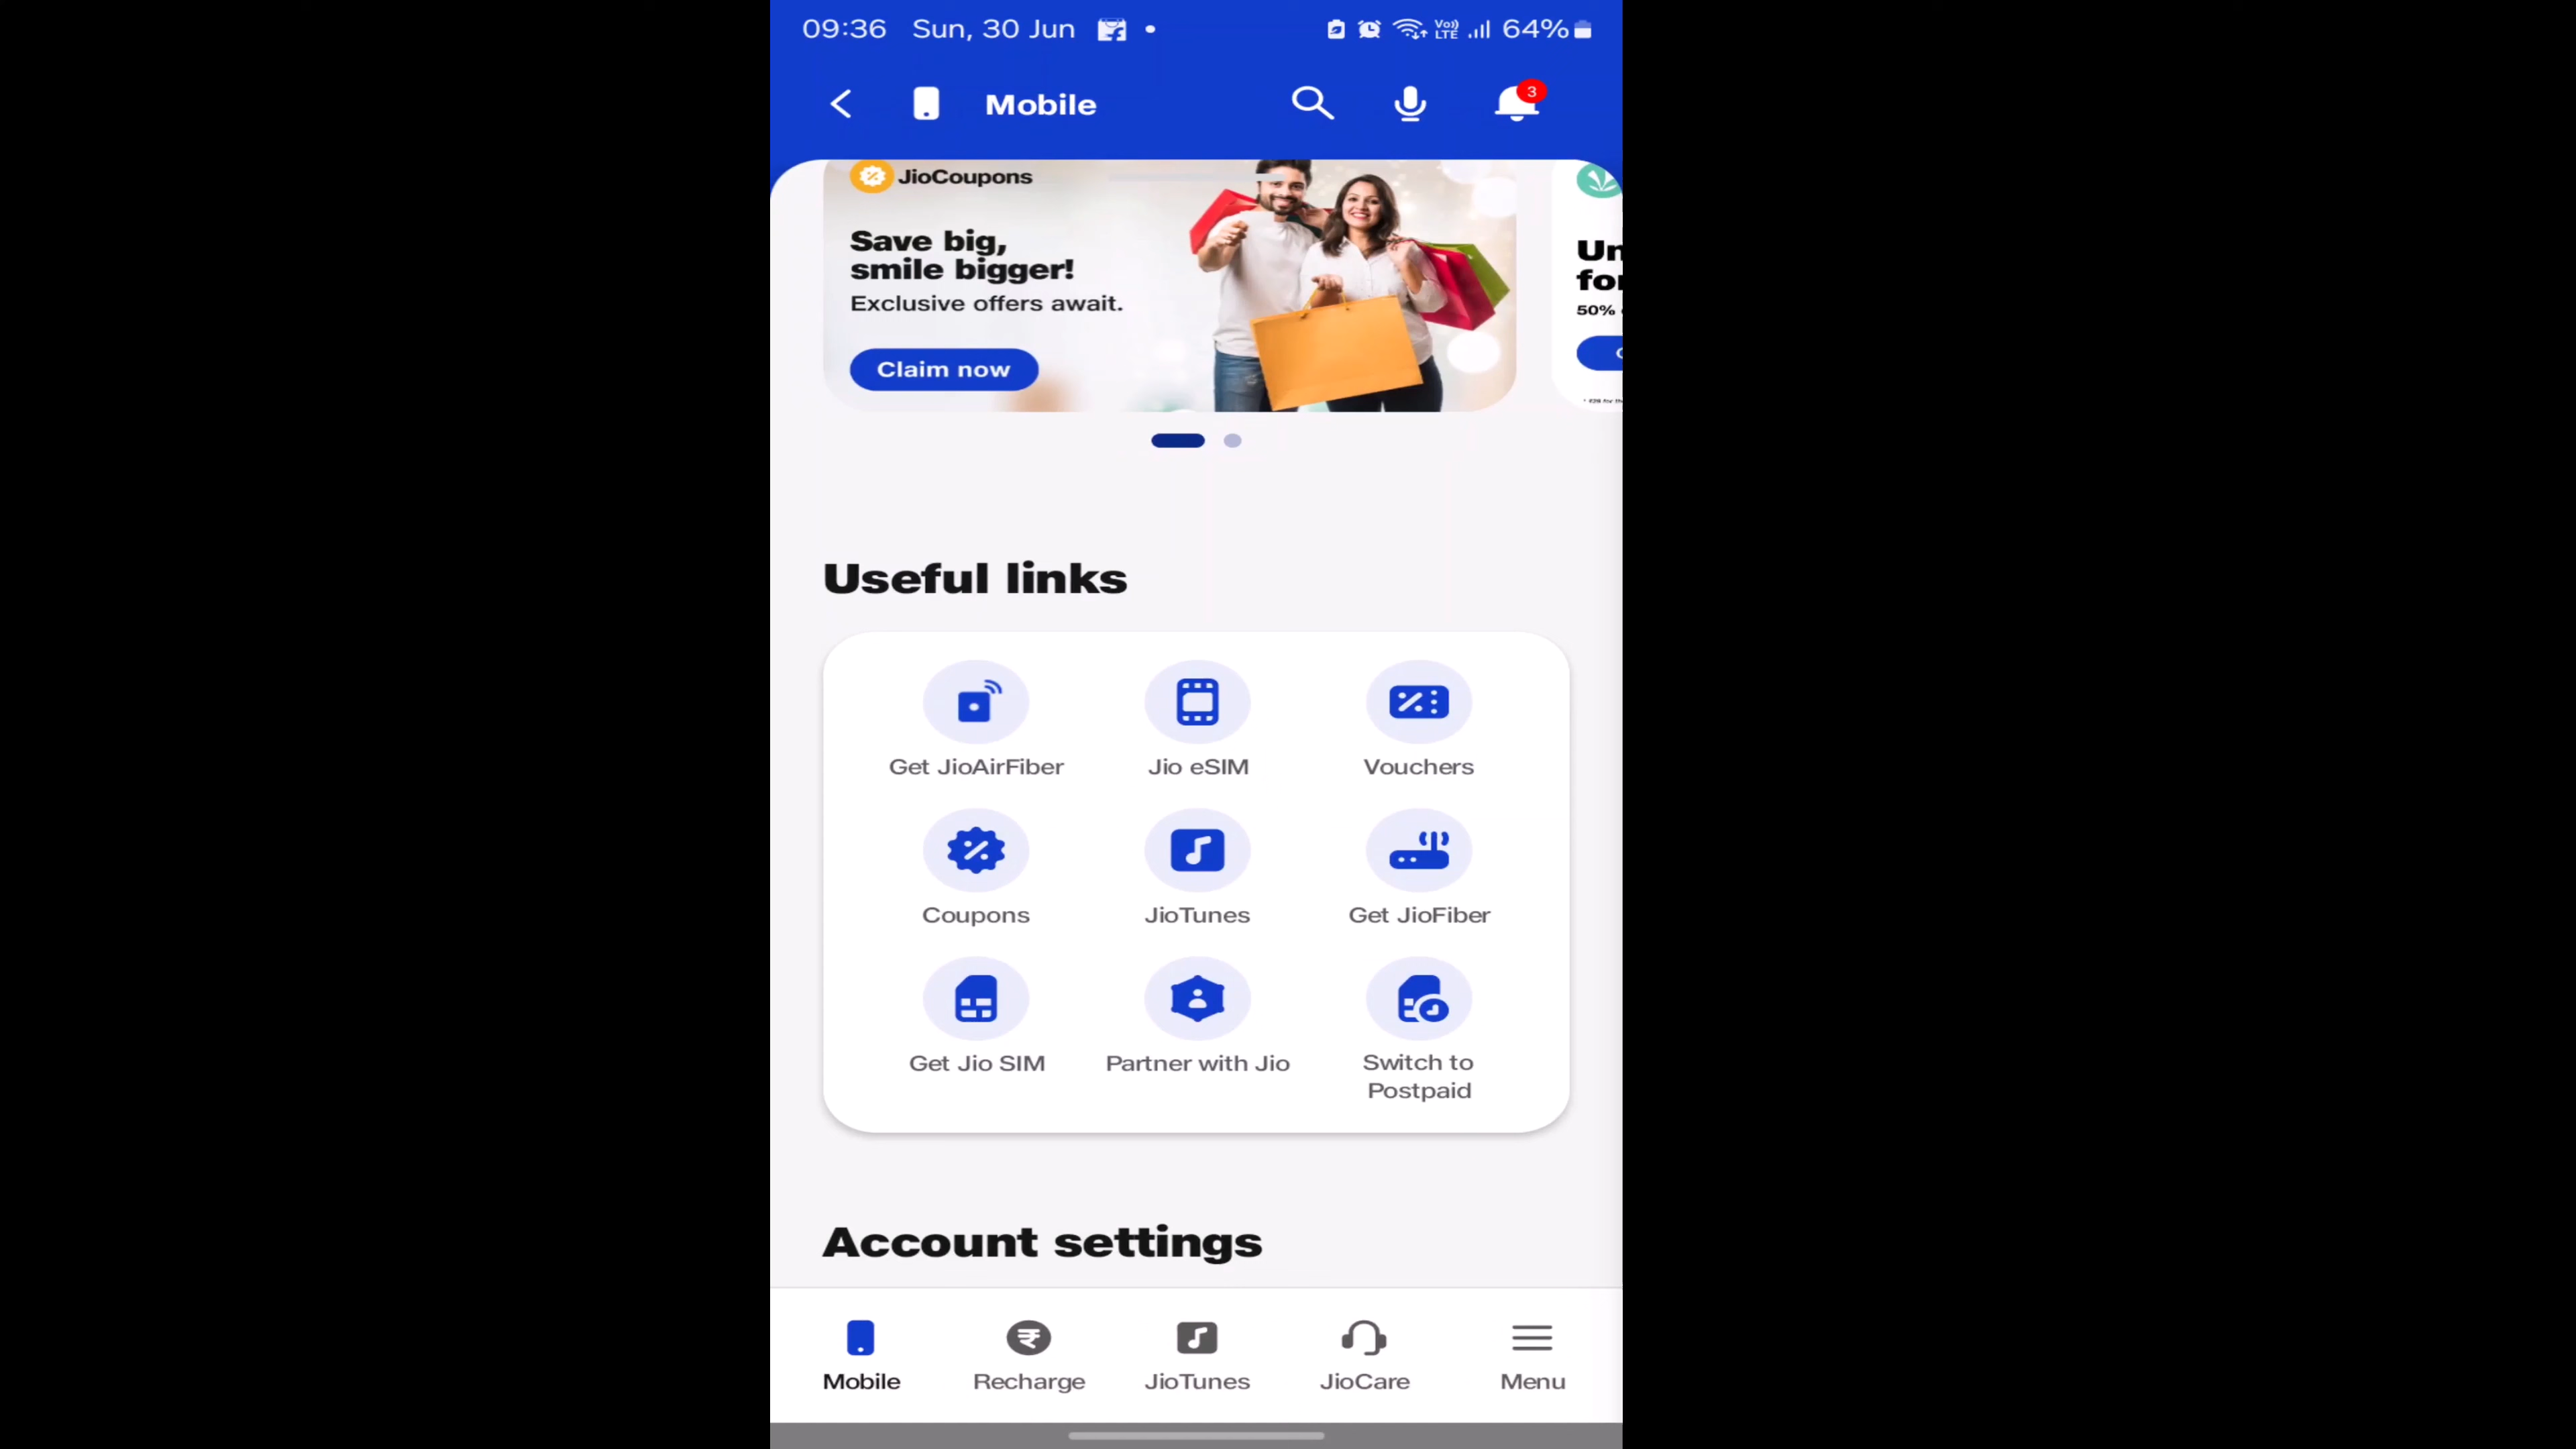 09:36 Sun, 30 Jun
Vo)) LTE 64%
Mobile
3
JioCoupons
Save big,
smile bigger!
Exclusive offers await.
Claim now
Un
for
50%
Useful links
Get JioAirFiber Jio eSIM Vouchers
Coupons JioTunes Get JioFiber
Get Jio SIM Partner with Jio Switch to
Postpaid
Account settings
Mobile Recharge JioTunes JioCare Menu